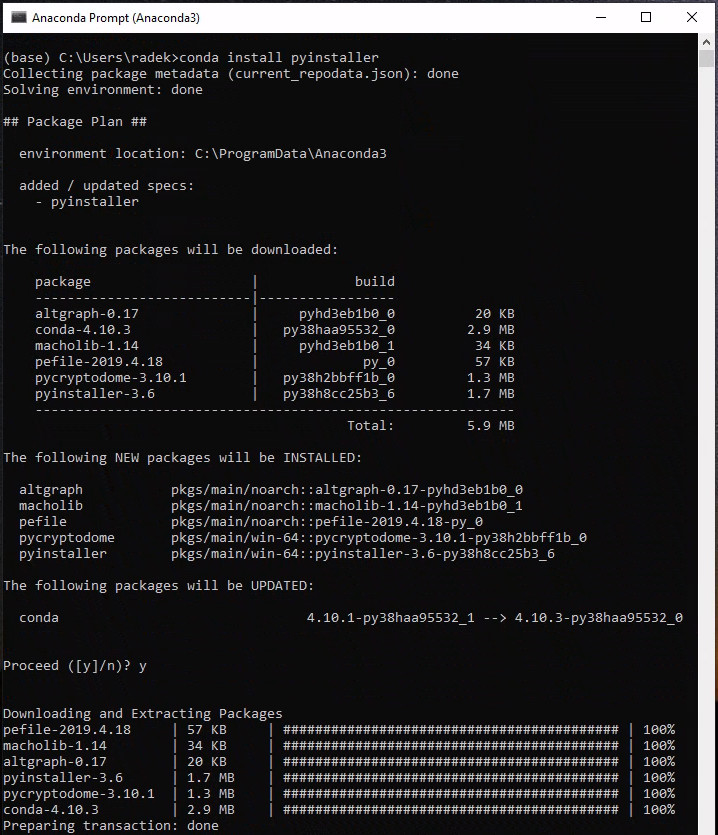 Anaconda Prompt (Anaconda3)
(base) C:\Users\radek>conda install pyinstaller
Collecting package metadata (current_repodata.json): done
Solving environment: done
## Package Plan ##
  environment location: C:\ProgramData\Anaconda3
  added / updated specs:
    - pyinstaller
The following packages will be downloaded:
    package                    |            build
    ---------------------------|-----------------
    altgraph-0.17              |     pyhd3eb1b0_0          20 KB
    conda-4.10.3               |   py38haa95532_0         2.9 MB
    macholib-1.14              |     pyhd3eb1b0_1          34 KB
    pefile-2019.4.18           |             py_0          57 KB
    pycryptodome-3.10.1        |   py38h2bbff1b_0         1.3 MB
    pyinstaller-3.6            |   py38h8cc25b3_6         1.7 MB
    ------------------------------------------------------------
                                           Total:         5.9 MB
The following NEW packages will be INSTALLED:
  altgraph           pkgs/main/noarch::altgraph-0.17-pyhd3eb1b0_0
  macholib           pkgs/main/noarch::macholib-1.14-pyhd3eb1b0_1
  pefile             pkgs/main/noarch::pefile-2019.4.18-py_0
  pycryptodome       pkgs/main/win-64::pycryptodome-3.10.1-py38h2bbff1b_0
  pyinstaller        pkgs/main/win-64::pyinstaller-3.6-py38h8cc25b3_6
The following packages will be UPDATED:
  conda                               4.10.1-py38haa95532_1 --> 4.10.3-py38haa95532_0
Proceed ([y]/n)? y
Downloading and Extracting Packages
pefile-2019.4.18     | 57 KB     | ########################################## | 100%
macholib-1.14        | 34 KB     | ########################################## | 100%
altgraph-0.17        | 20 KB     | ########################################## | 100%
pyinstaller-3.6      | 1.7 MB    | ########################################## | 100%
pycryptodome-3.10.1  | 1.3 MB    | ########################################## | 100%
conda-4.10.3         | 2.9 MB    | ########################################## | 100%
Preparing transaction: done